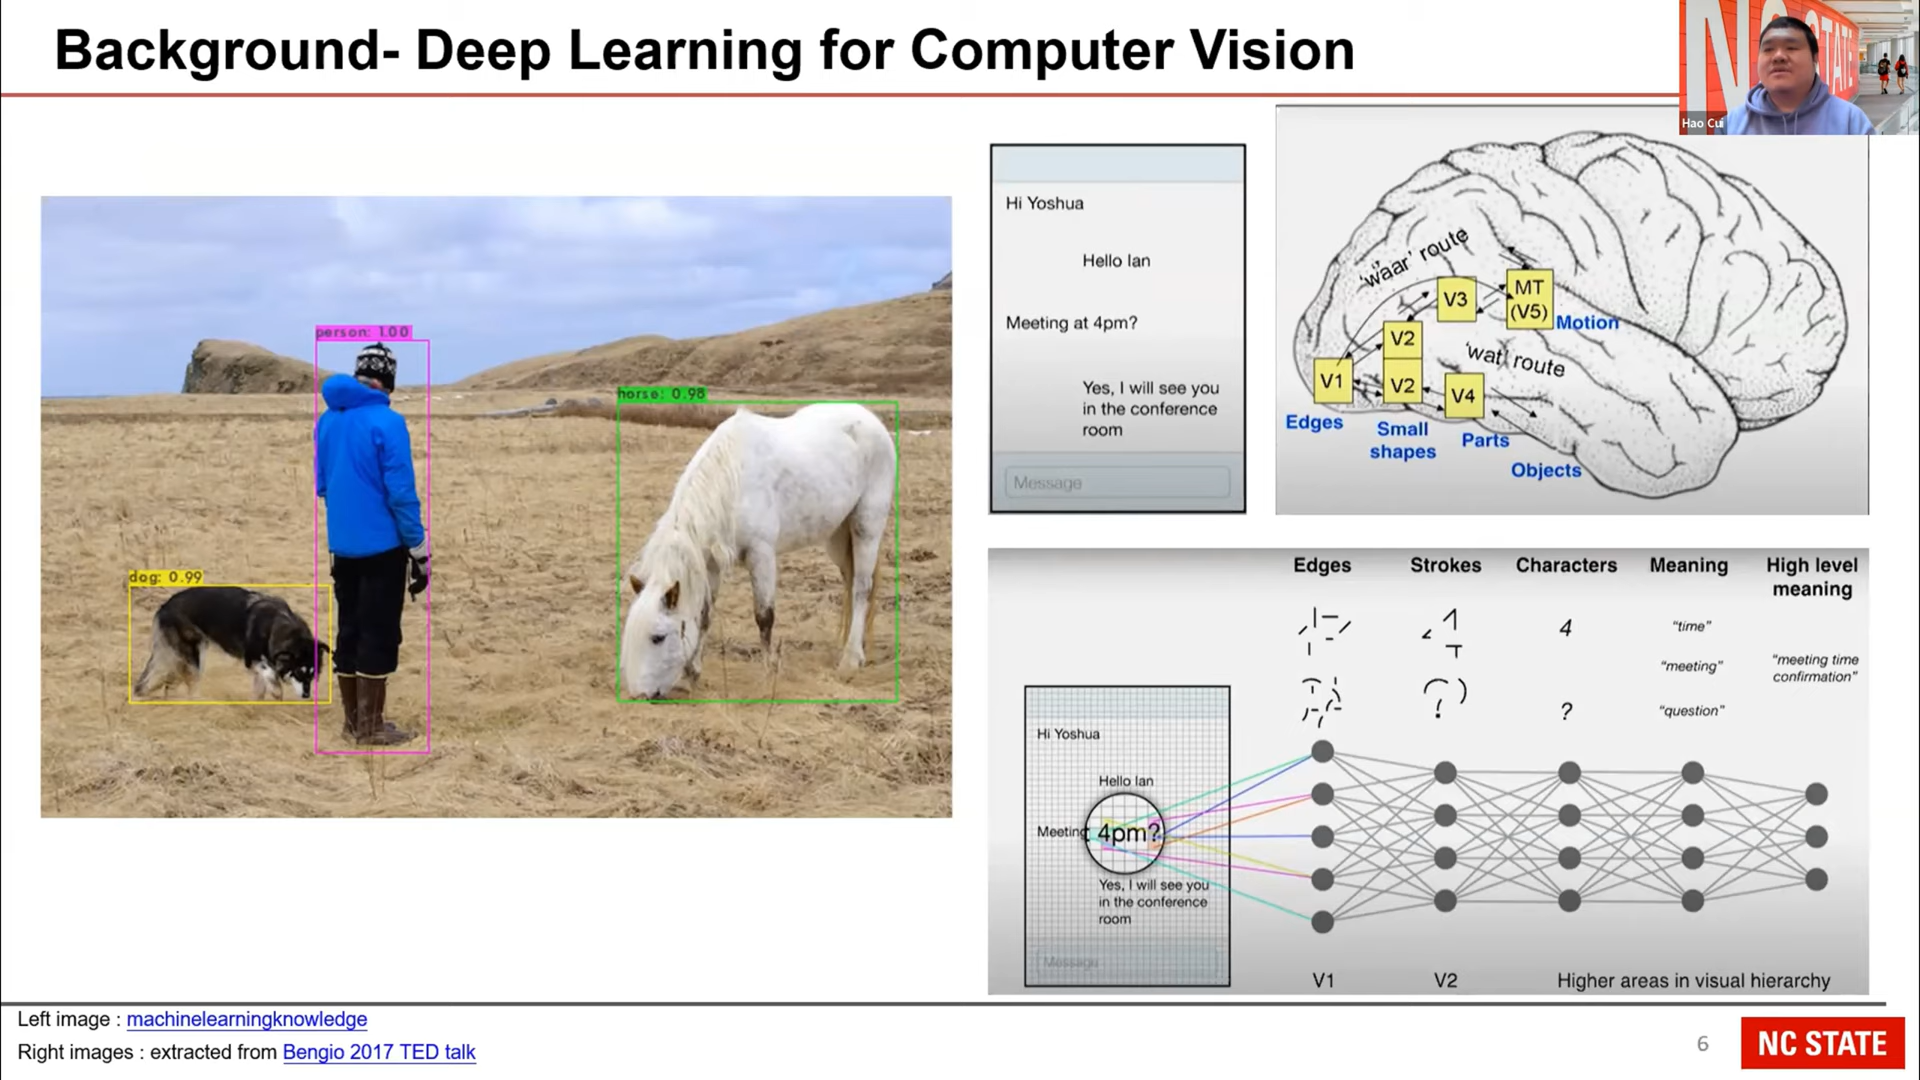 Background- Deep Learning for Computer Vision
Hao Cui
person: 1.00
horse: 0.98
dog: 0.99
Hi Yoshua
Hello Ian
Meeting at 4pm?
Yes, I will see you
in the conference
room
Message
'waar' route
V3
MT
(V5)
Motion
V2
'wat' route
V1
V2
V4
Edges
Small
shapes
Parts
Objects
Edges
Strokes
Characters
Meaning
High level
meaning
4
"time"
"meeting"
"meeting time
confirmation"
?
"question"
Hi Yoshua
Hello Ian
Meeting
4pm?
Yes, I will see you
in the conference
room
Message
V1
V2
Higher areas in visual hierarchy
Left image : machinelearningknowledge
Right images : extracted from Bengio 2017 TED talk
6
NC STATE